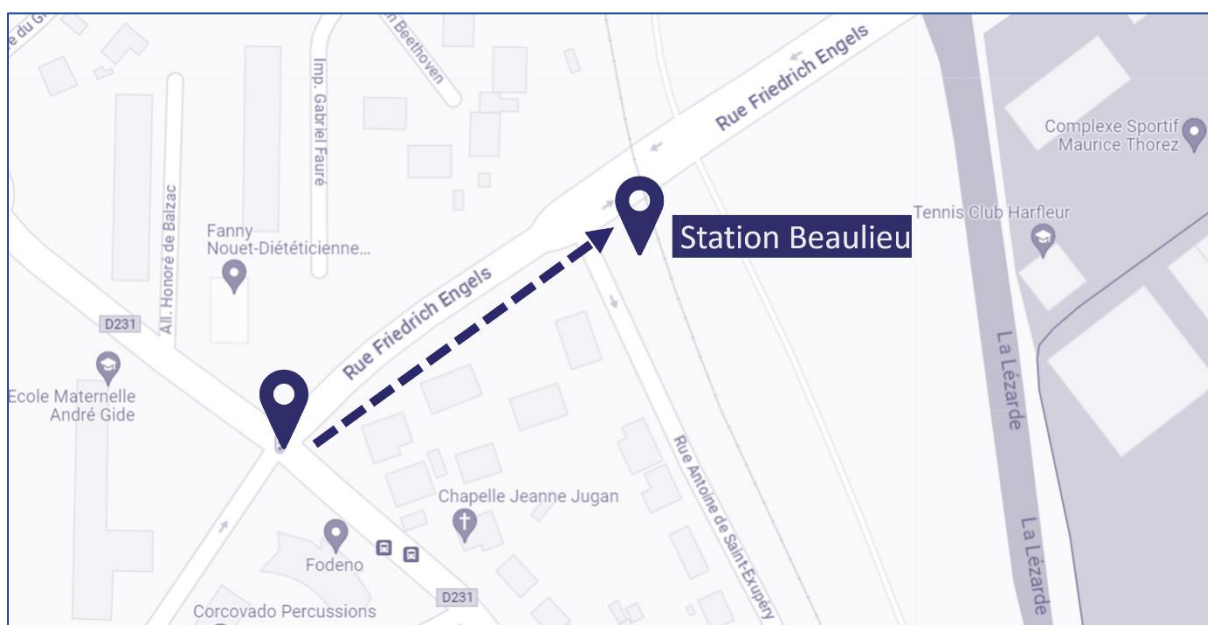 Beethoven
Imp. Gabriel Fauré
Rue Friedrich Engels
Complexe Sportif
Maurice Thorez
All. Honoré de Balzac
Fanny
Nouet-Diététicienne...
Station Beaulieu
Tennis Club Harfleur
Rue Friedrich Engels
D231
Ecole Maternelle
André Gide
La Lézarde
Rue Antoine de Saint-Exupéry
Chapelle Jeanne Jugan
Fodeno
La Lézarde
D231
Corcovado Percussions